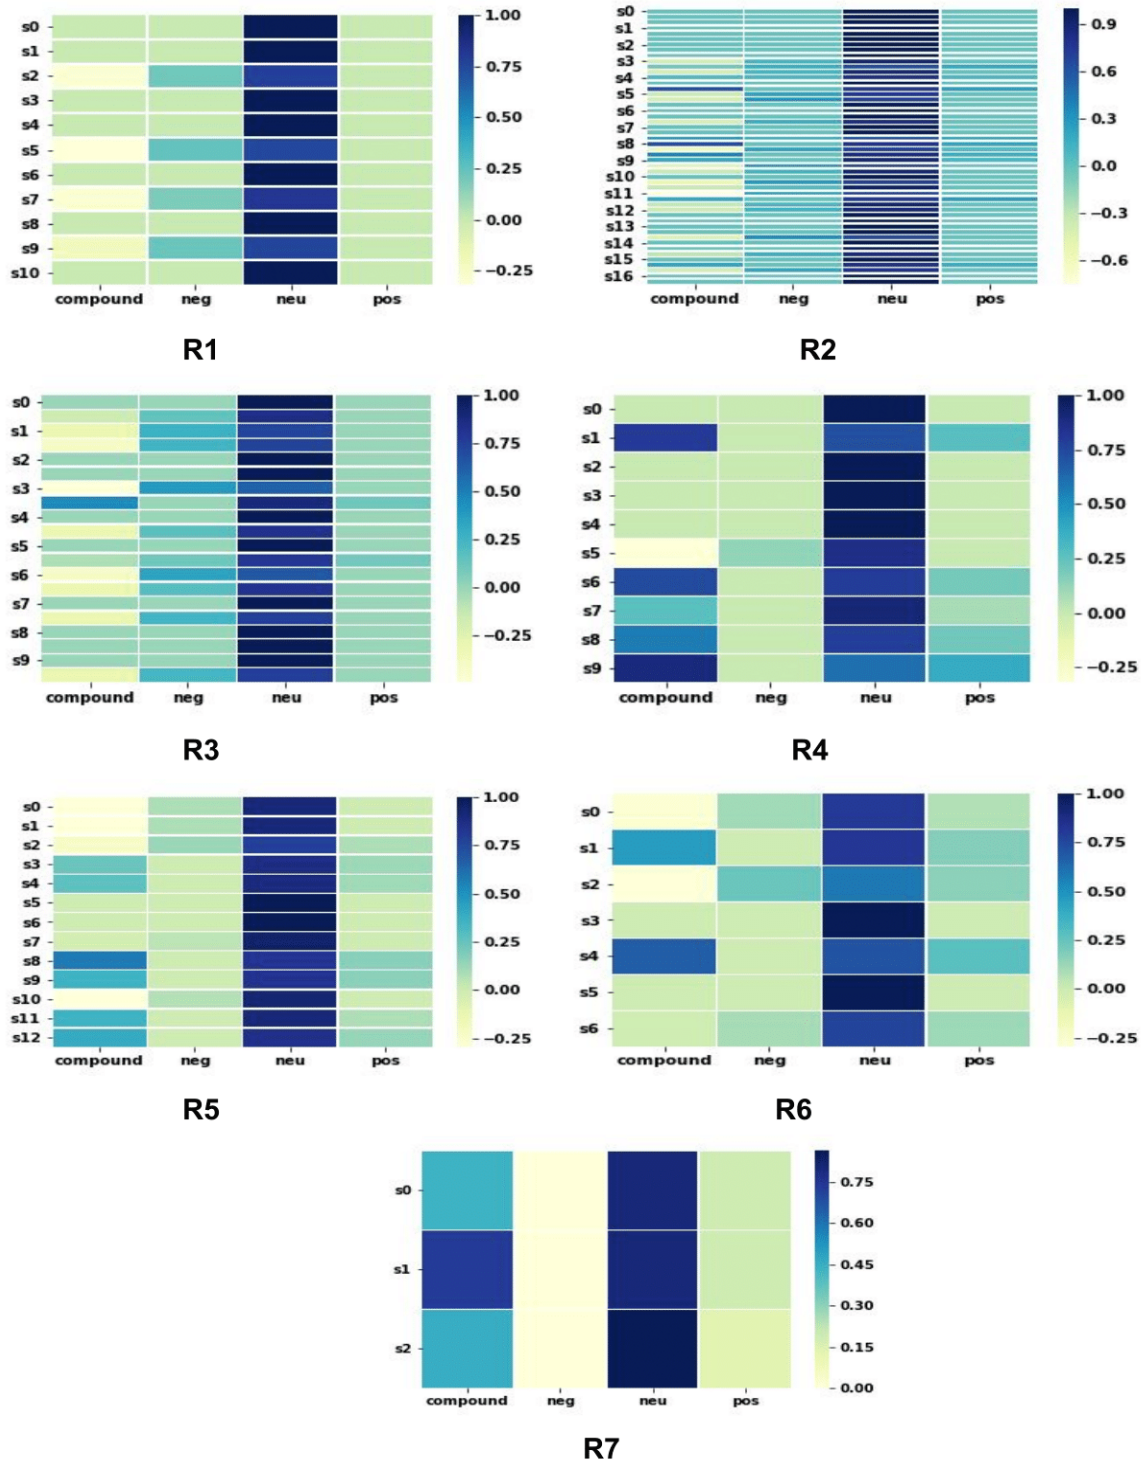 s0
s1
s2
s3
s4
s5
s6
s7
s8
s9
s10
compound neg neu pos
1.00
0.75
0.50
0.25
0.00
−0.25
R1
s0
s1
s2
s3
s4
s5
s6
s7
s8
s9
s10
s11
s12
s13
s14
s15
s16
compound neg neu pos
0.9
0.6
0.3
0.0
−0.3
−0.6
R2
s0
s1
s2
s3
s4
s5
s6
s7
s8
s9
compound neg neu pos
1.00
0.75
0.50
0.25
0.00
−0.25
R3
s0
s1
s2
s3
s4
s5
s6
s7
s8
s9
compound neg neu pos
1.00
0.75
0.50
0.25
0.00
−0.25
R4
s0
s1
s2
s3
s4
s5
s6
s7
s8
s9
s10
s11
s12
compound neg neu pos
1.00
0.75
0.50
0.25
0.00
−0.25
R5
s0
s1
s2
s3
s4
s5
s6
compound neg neu pos
1.00
0.75
0.50
0.25
0.00
−0.25
R6
s0
s1
s2
compound neg neu pos
0.75
0.60
0.45
0.30
0.15
0.00
R7